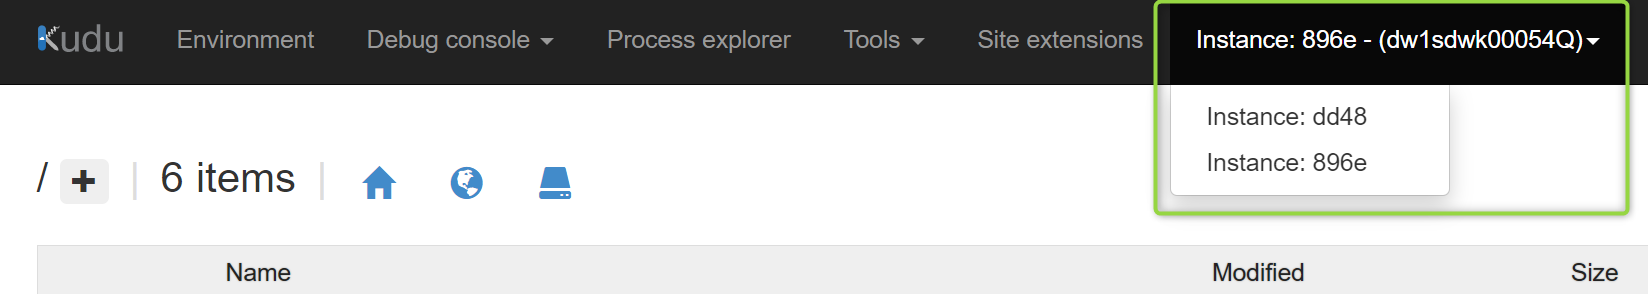 Kudu Environment Debug console Process explorer Tools Site extensions Instance: 896e - (dw1sdwk00054Q)
Instance: dd48
Instance: 896e
/ + | 6 items |
Name Modified Size